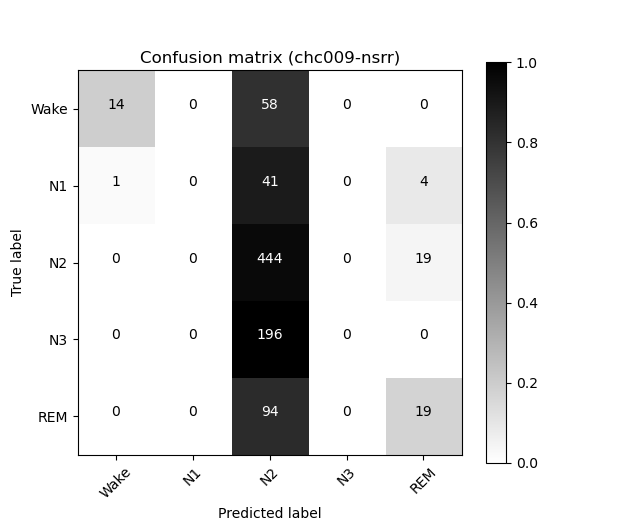 Confusion matrix (chc009-nsrr)
True label
Wake 14 0 58 0 0
N1 1 0 41 0 4
N2 0 0 444 0 19
N3 0 0 196 0 0
REM 0 0 94 0 19
Wake N1 N2 N3 REM
Predicted label
1.0
0.8
0.6
0.4
0.2
0.0